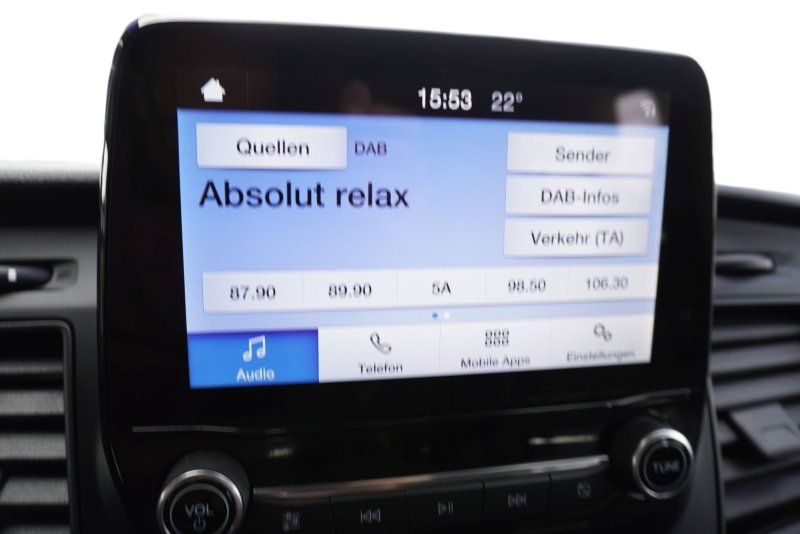 15:53 22°
Quellen DAB
Sender
Absolut relax
DAB-Infos
Verkehr (TA)
87.90 89.90 5A 98.50 106.30
Audio Telefon Mobile Apps Einstellungen
VOL TUNE